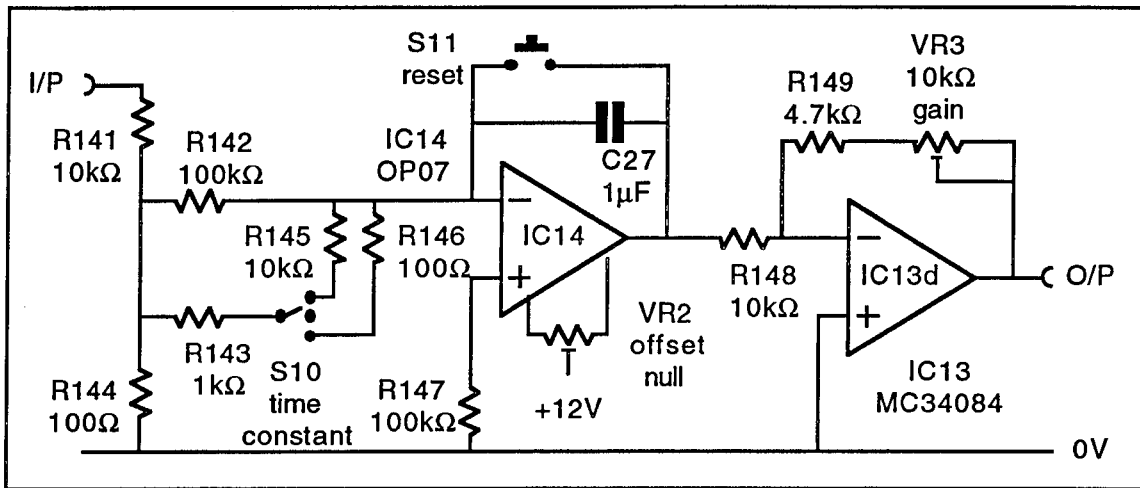 I/P
R141
10kΩ
R142
100kΩ
S11
reset
IC14
OP07
C27
1µF
R149
4.7kΩ
VR3
10kΩ
gain
R145
10kΩ
R146
100Ω
−
IC14
+
R148
10kΩ
−
IC13d
+
O/P
R143
1kΩ
S10
time
constant
R144
100Ω
R147
100kΩ
VR2
offset
null
+12V
IC13
MC34084
0V